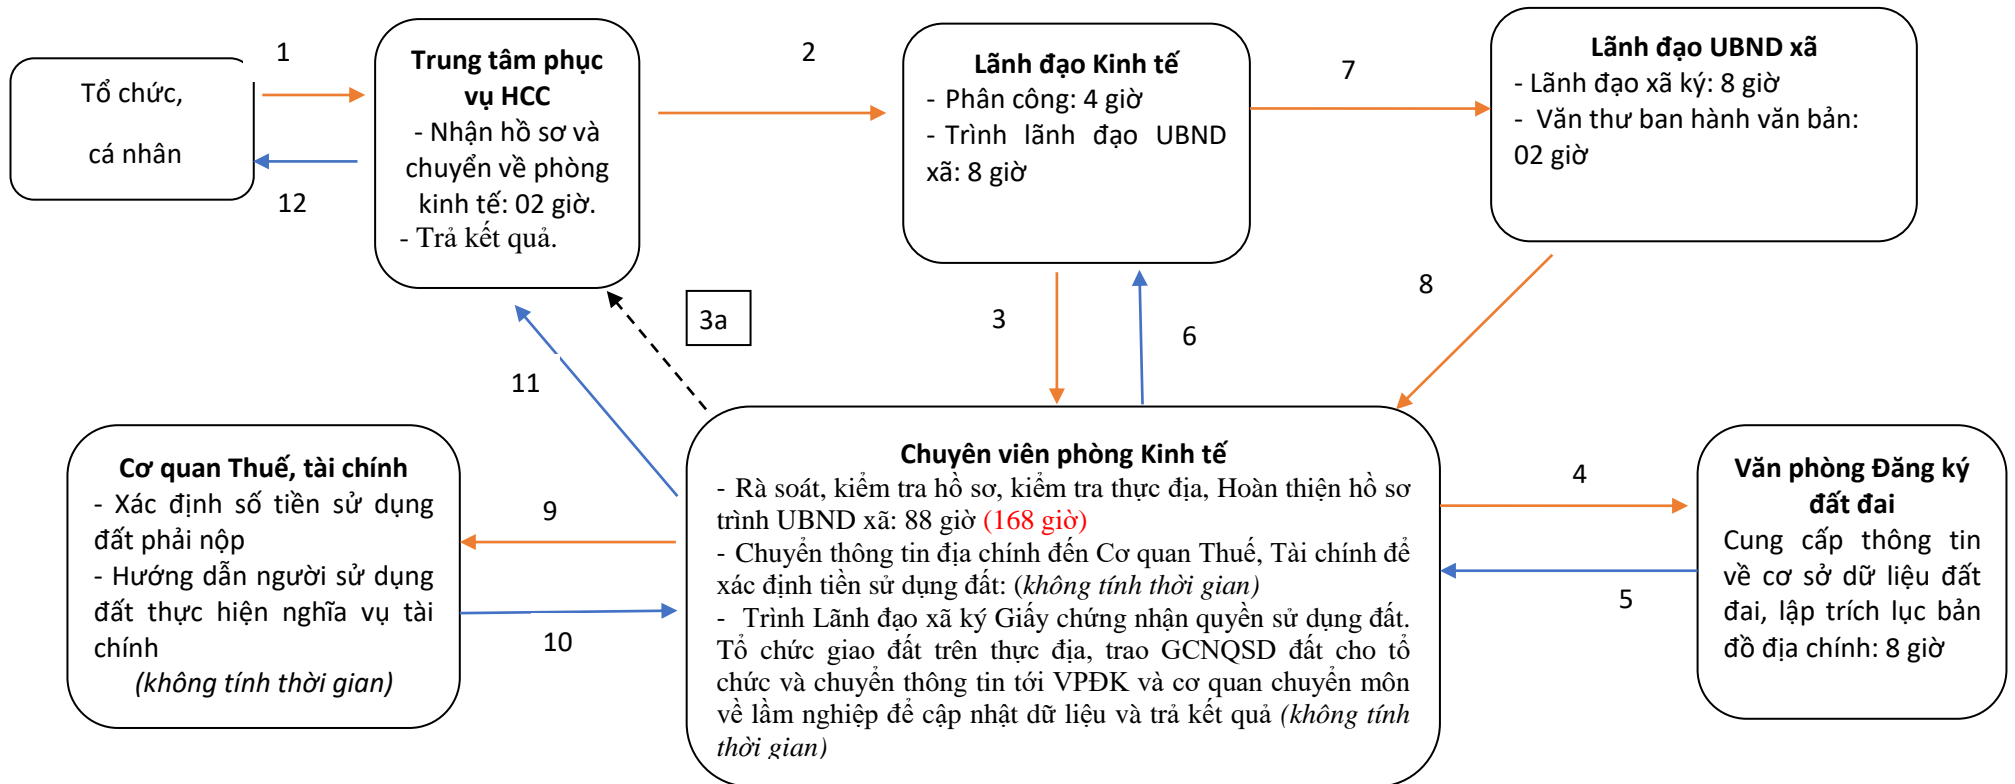 Tổ chức,
cá nhân
1
12
Trung tâm phục
vụ HCC
- Nhận hồ sơ và
chuyển về phòng
kinh tế: 02 giờ.
- Trả kết quả.
2
Lãnh đạo Kinh tế
- Phân công: 4 giờ
- Trình lãnh đạo UBND
xã: 8 giờ
7
Lãnh đạo UBND xã
- Lãnh đạo xã ký: 8 giờ
- Văn thư ban hành văn bản:
02 giờ
3a
3
6
8
11
Cơ quan Thuế, tài chính
- Xác định số tiền sử dụng
đất phải nộp
- Hướng dẫn người sử dụng
đất thực hiện nghĩa vụ tài
chính
(không tính thời gian)
9
10
Chuyên viên phòng Kinh tế
- Rà soát, kiểm tra hồ sơ, kiểm tra thực địa, Hoàn thiện hồ sơ
trình UBND xã: 88 giờ (168 giờ)
- Chuyển thông tin địa chính đến Cơ quan Thuế, Tài chính để
xác định tiền sử dụng đất: (không tính thời gian)
- Trình Lãnh đạo xã ký Giấy chứng nhận quyền sử dụng đất.
Tổ chức giao đất trên thực địa, trao GCNQSD đất cho tổ
chức và chuyển thông tin tới VPĐK và cơ quan chuyển môn
về lầm nghiệp để cập nhật dữ liệu và trả kết quả (không tính
thời gian)
4
5
Văn phòng Đăng ký
đất đai
Cung cấp thông tin
về cơ sở dữ liệu đất
đai, lập trích lục bản
đồ địa chính: 8 giờ